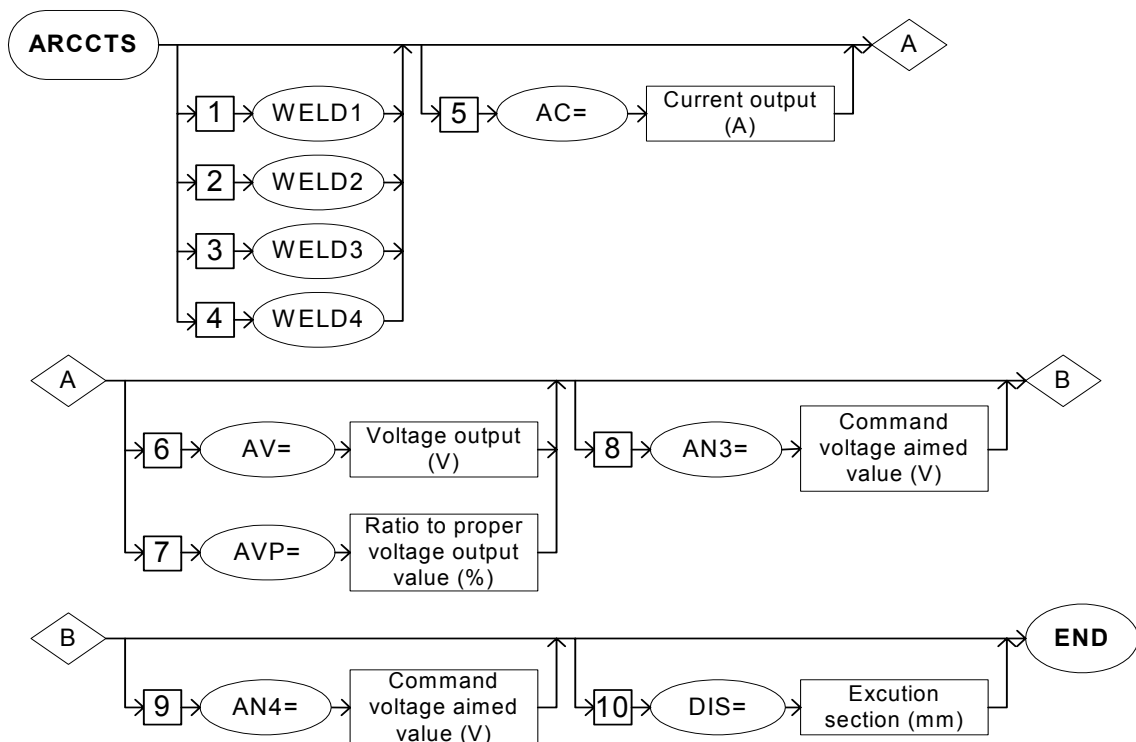 ARCCTS
A
1 WELD1
5 AC= Current output
(A)
2 WELD2
3 WELD3
4 WELD4
A
B
6 AV= Voltage output
(V)
8 AN3= Command
voltage aimed
value (V)
7 AVP= Ratio to proper
voltage output
value (%)
B
END
9 AN4= Command
voltage aimed
value (V)
10 DIS= Excution
section (mm)